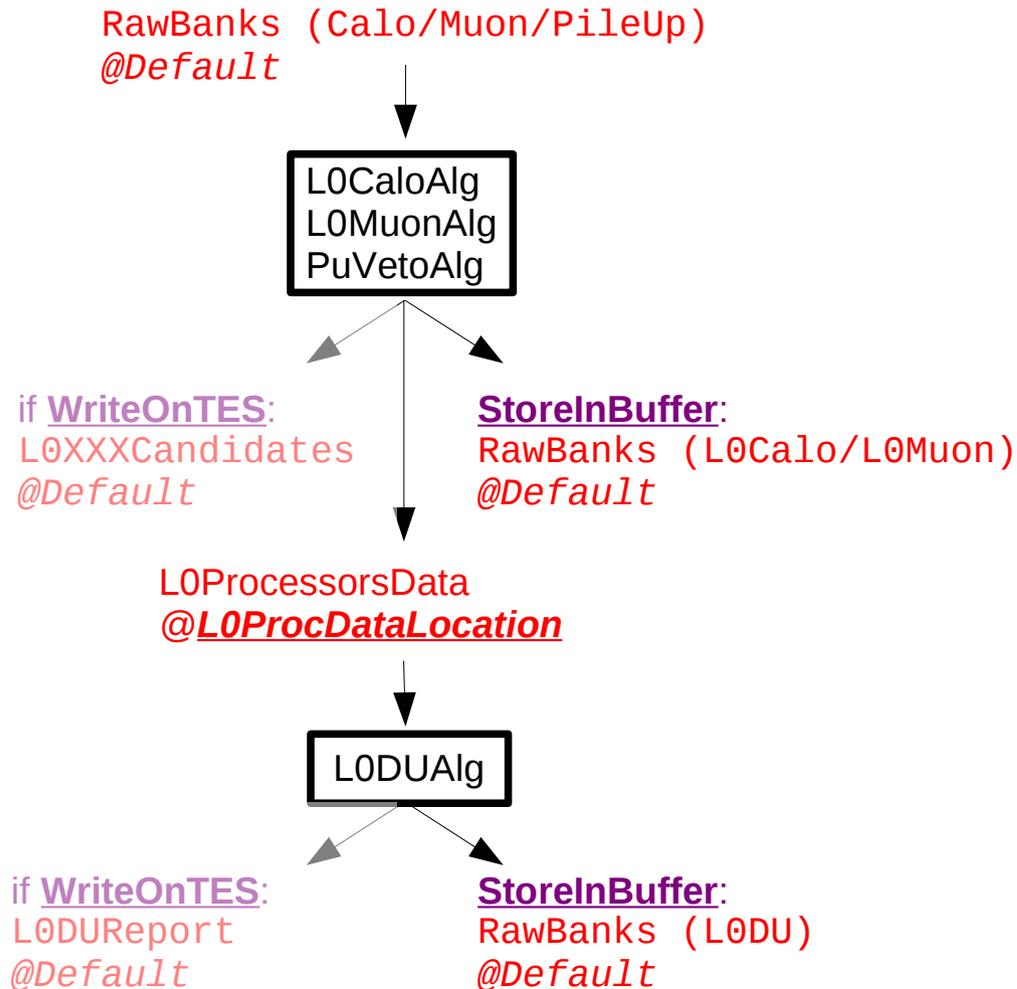 RawBanks (Calo/Muon/PileUp)
@Default
L0CaloAlg
L0MuonAlg
PuVetoAlg
if WriteOnTES:
L0XXXCandidates
@Default
StoreInBuffer:
RawBanks (L0Calo/L0Muon)
@Default
L0ProcessorsData
@L0ProcDataLocation
L0DUAlg
if WriteOnTES:
L0DUReport
@Default
StoreInBuffer:
RawBanks (L0DU)
@Default